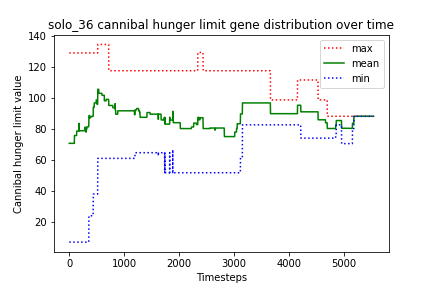 solo_36 cannibal hunger limit gene distribution over time
Cannibal hunger limit value
140
120
100
80
60
40
20
max
mean
min
0
1000
2000
3000
4000
5000
Timesteps